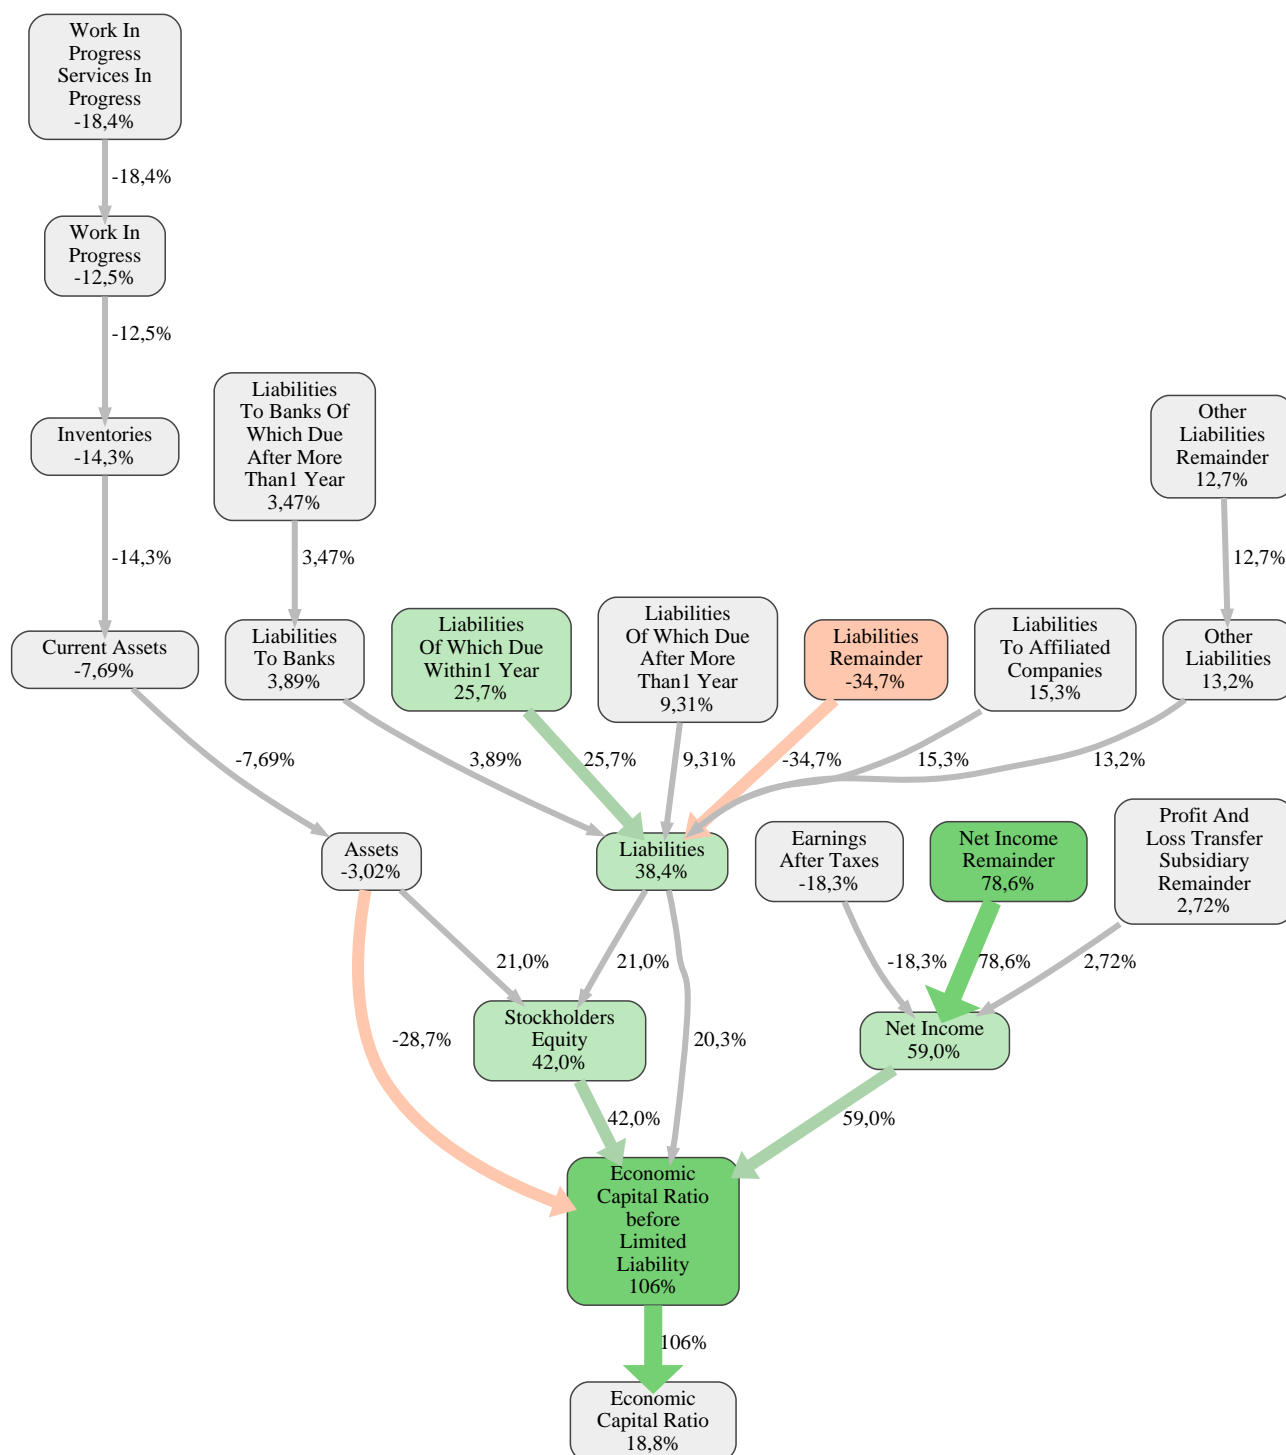 Work In
Progress
Services In
Progress
-18,4%
-18,4%
Work In
Progress
-12,5%
-12,5%
Inventories
-14,3%
Liabilities
To Banks Of
Which Due
After More
Than1 Year
3,47%
Other
Liabilities
Remainder
12,7%
-14,3%
3,47%
12,7%
Current Assets
-7,69%
Liabilities
To Banks
3,89%
Liabilities
Of Which Due
Within1 Year
25,7%
Liabilities
Of Which Due
After More
Than1 Year
9,31%
Liabilities
Remainder
-34,7%
Liabilities
To Affiliated
Companies
15,3%
Other
Liabilities
13,2%
-7,69%
3,89%
25,7%
9,31%
-34,7%
15,3%
13,2%
Assets
-3,02%
Liabilities
38,4%
Earnings
After Taxes
-18,3%
Net Income
Remainder
78,6%
Profit And
Loss Transfer
Subsidiary
Remainder
2,72%
21,0%
21,0%
-18,3%
78,6%
2,72%
-28,7%
Stockholders
Equity
42,0%
20,3%
Net Income
59,0%
42,0%
59,0%
Economic
Capital Ratio
before
Limited
Liability
106%
106%
Economic
Capital Ratio
18,8%